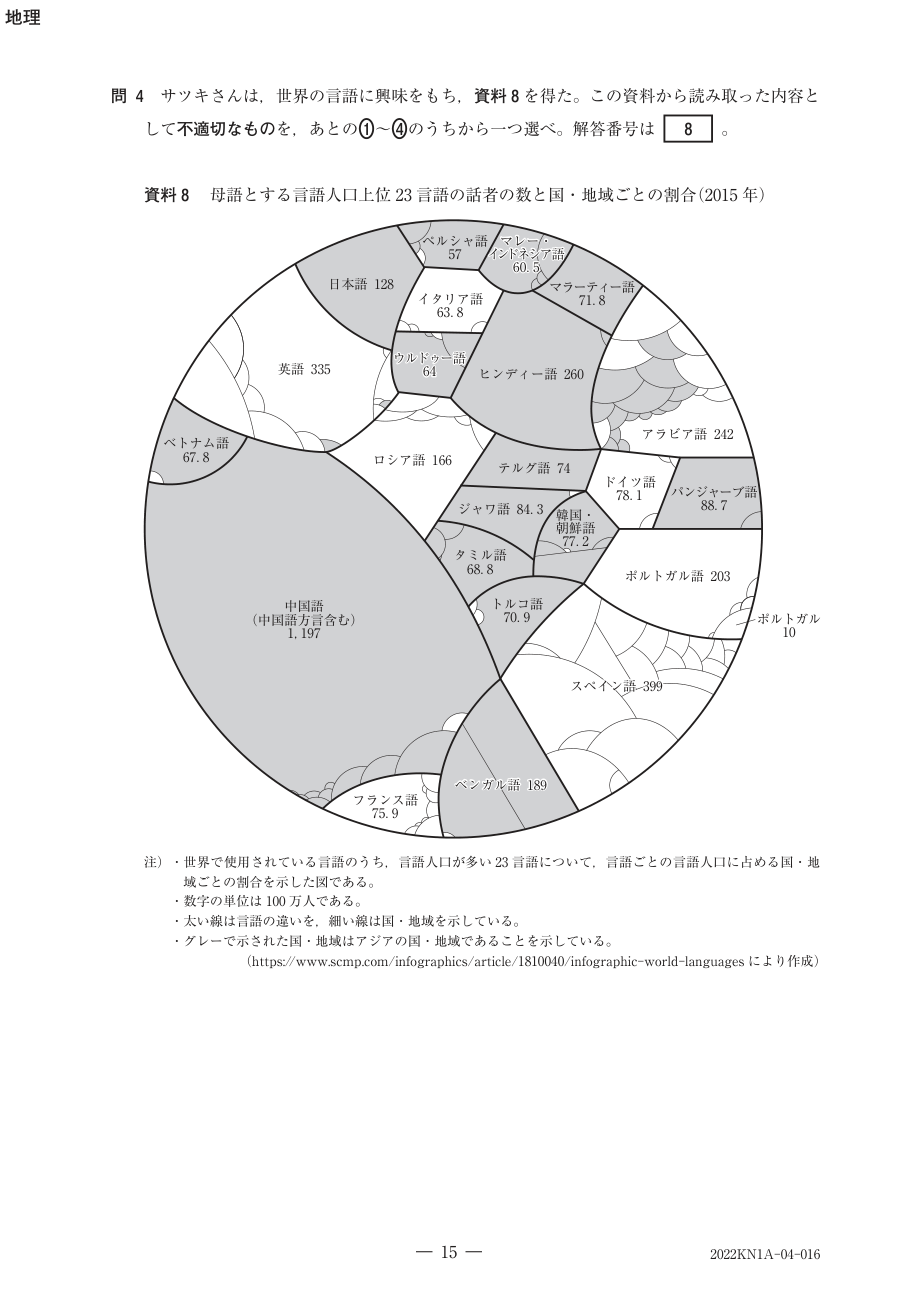 地理
問 4 サツキさんは，世界の言語に興味をもち，資料 8 を得た。この資料から読み取った内容と
して不適切なものを，あとの①～④のうちから一つ選べ。解答番号は 8 。
資料 8 母語とする言語人口上位 23 言語の話者の数と国・地域ごとの割合（2015 年）
ペルシャ語
57
マレー・
インドネシア語
60.5
日本語 128
イタリア語
63.8
マラーティー語
71.8
英語 335
ウルドゥー語
64
ヒンディー語 260
アラビア語 242
ベトナム語
67.8
ロシア語 166
テルグ語 74
ドイツ語
78.1
パンジャーブ語
88.7
ジャワ語 84.3
韓国・
朝鮮語
77.2
タミル語
68.8
ポルトガル語 203
中国語
（中国語方言含む）
1,197
トルコ語
70.9
ポルトガル
10
スペイン語 399
ベンガル語 189
フランス語
75.9
注）・世界で使用されている言語のうち，言語人口が多い 23 言語について，言語ごとの言語人口に占める国・地
域ごとの割合を示した図である。
・数字の単位は 100 万人である。
・太い線は言語の違いを，細い線は国・地域を示している。
・グレーで示された国・地域はアジアの国・地域であることを示している。
（https://www.scmp.com/infographics/article/1810040/infographic-world-languages により作成）
― 15 ―
2022KN1A-04-016